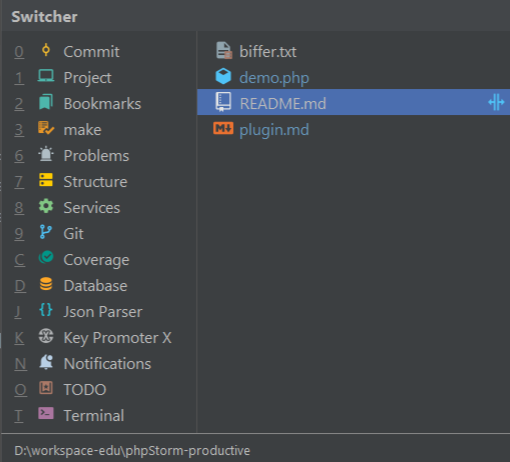 Switcher
0 Commit
1 Project
2 Bookmarks
3 make
6 Problems
7 Structure
8 Services
9 Git
C Coverage
D Database
J Json Parser
K Key Promoter X
N Notifications
O TODO
T Terminal
biffer.txt
demo.php
README.md
plugin.md
D:\workspace-edu\phpStorm-productive